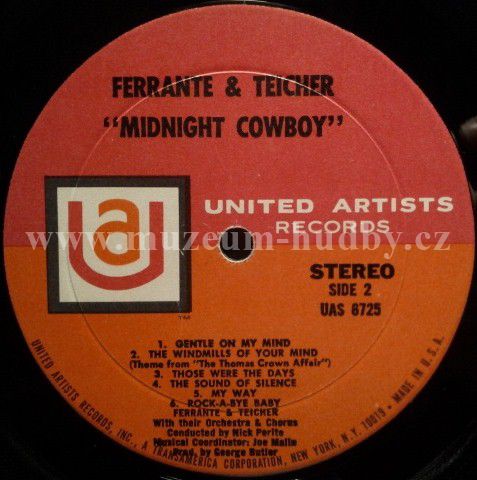 FERRANTE & TEICHER
"MIDNIGHT COWBOY"
ua
UNITED ARTISTS
RECORDS
www.muzeum-hudby.cz
TM
STEREO
SIDE 2
UAS 6725
1. GENTLE ON MY MIND
2. THE WINDMILLS OF YOUR MIND
(Theme from "The Thomas Crown Affair")
3. THOSE WERE THE DAYS
4. THE SOUND OF SILENCE
5. MY WAY
6. ROCK-A-BYE BABY
FERRANTE & TEICHER
With their Orchestra & Chorus
Conducted by Nick Perito
Musical Coordinator: Joe Malin
Prod. by George Butler
UNITED ARTISTS RECORDS, INC., A TRANSAMERICA CORPORATION, NEW YORK, N.Y. 10019 • MADE IN U.S.A.